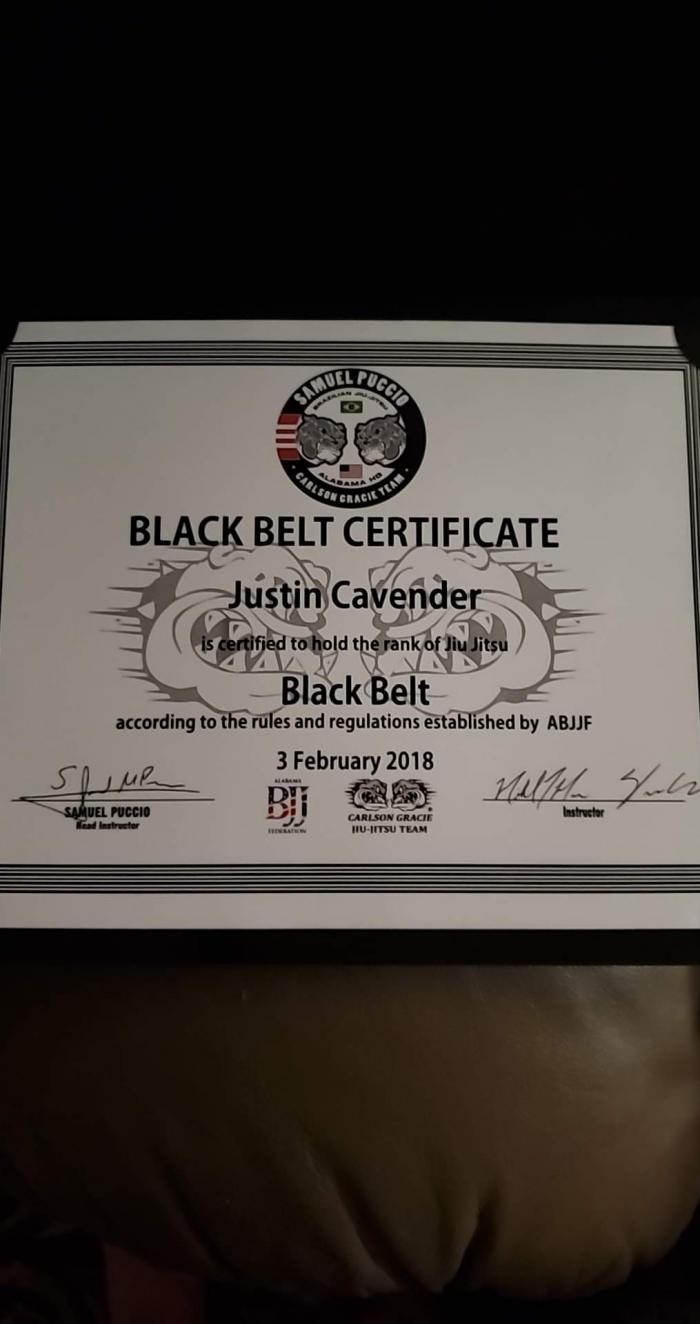 SAMUEL PUCCIO
BRAZILIAN JIU-JITSU
ALABAMA HQ
CARLSON GRACIE TEAM
BLACK BELT CERTIFICATE
Justin Cavender
is certified to hold the rank of Jiu Jitsu
Black Belt
according to the rules and regulations established by ABJJF
3 February 2018
SAMUEL PUCCIO
Head Instructor
ALABAMA
BJJ
FEDERATION
CARLSON GRACIE
JIU-JITSU TEAM
Instructor